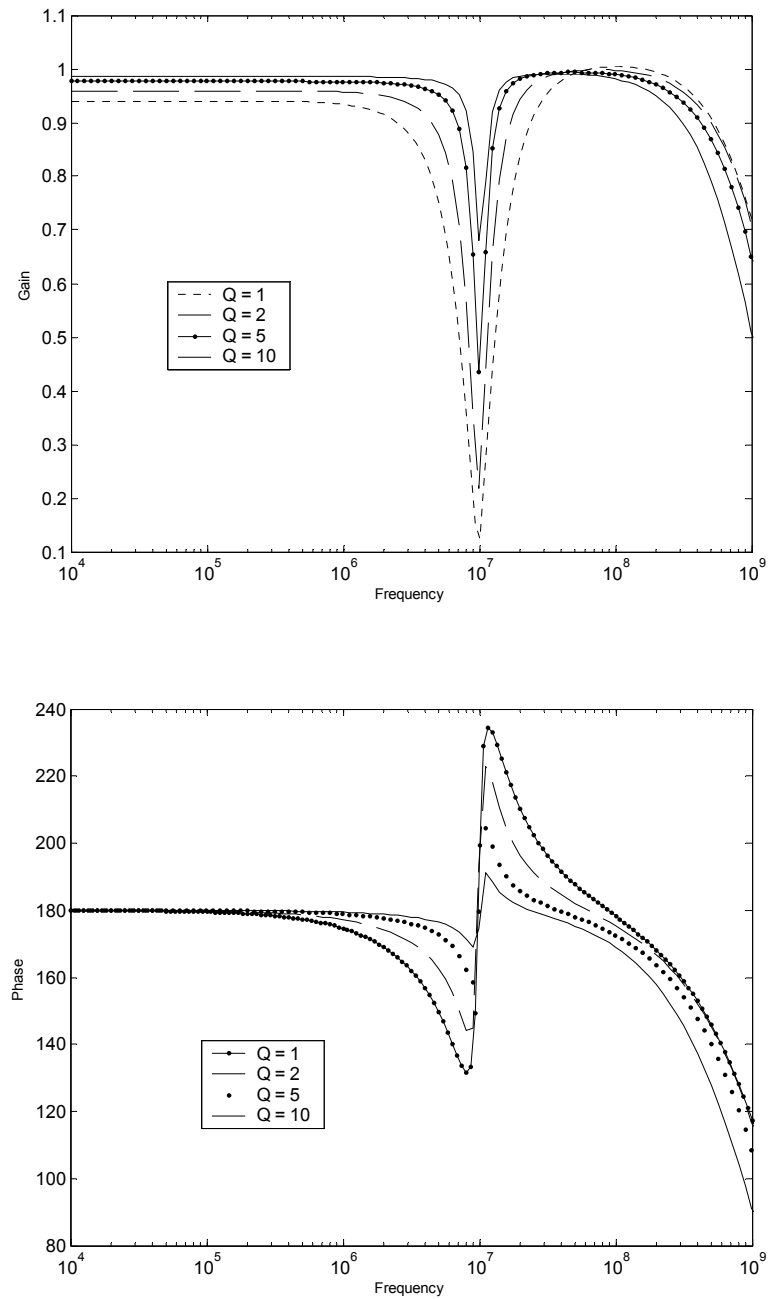 1.1
1
0.9
0.8
0.7
0.6
0.5
0.4
0.3
0.2
0.1
Gain
Q = 1
Q = 2
Q = 5
Q = 10
10^4 10^5 10^6 10^7 10^8 10^9
Frequency
240
220
200
180
160
140
120
100
80
Phase
Q = 1
Q = 2
Q = 5
Q = 10
10^4 10^5 10^6 10^7 10^8 10^9
Frequency